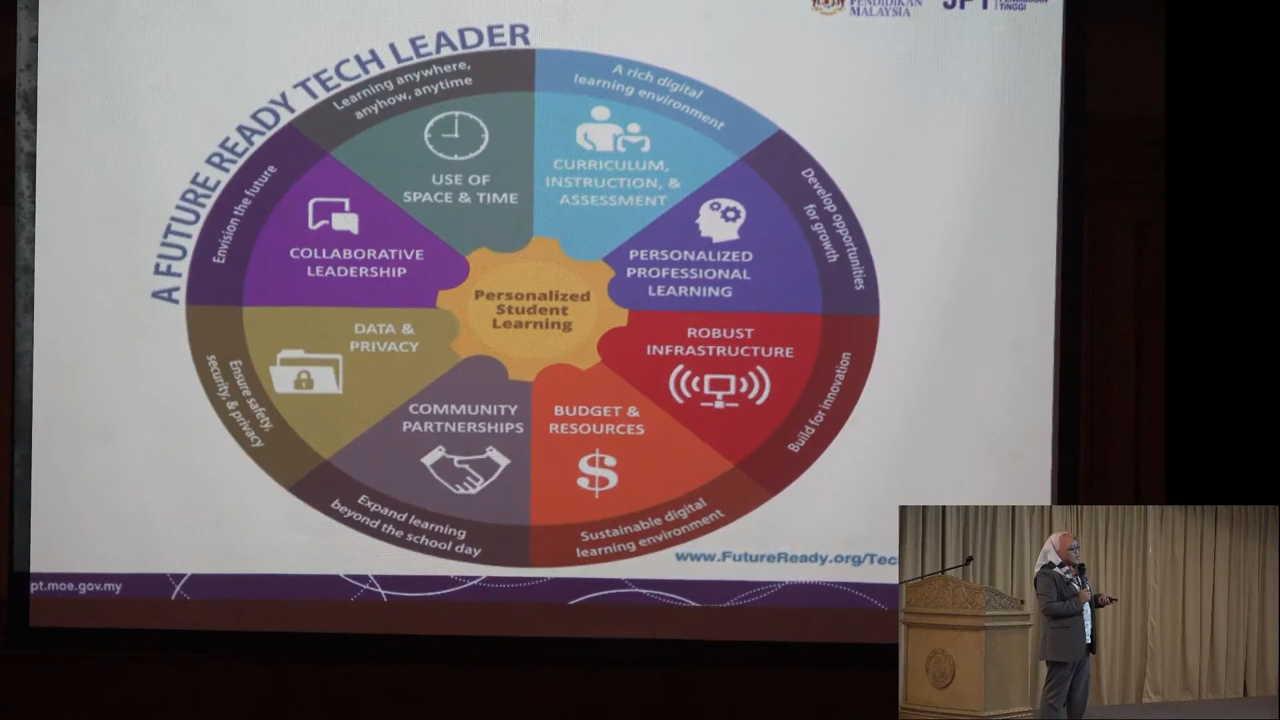 PENDIDIKAN
MALAYSIA
JPT
TINGGI
A FUTURE READY TECH LEADER
Learning anywhere,
anyhow, anytime
USE OF
SPACE & TIME
A rich digital
learning environment
CURRICULUM,
INSTRUCTION, &
ASSESSMENT
Develop opportunities
for growth
PERSONALIZED
PROFESSIONAL
LEARNING
Envision the future
COLLABORATIVE
LEADERSHIP
Personalized
Student
Learning
DATA &
PRIVACY
Ensure safety,
security, & privacy
ROBUST
INFRASTRUCTURE
Build for innovation
COMMUNITY
PARTNERSHIPS
Expand learning
beyond the school day
BUDGET &
RESOURCES
$
Sustainable digital
learning environment
www.FutureReady.org/Tec
pt.moe.gov.my